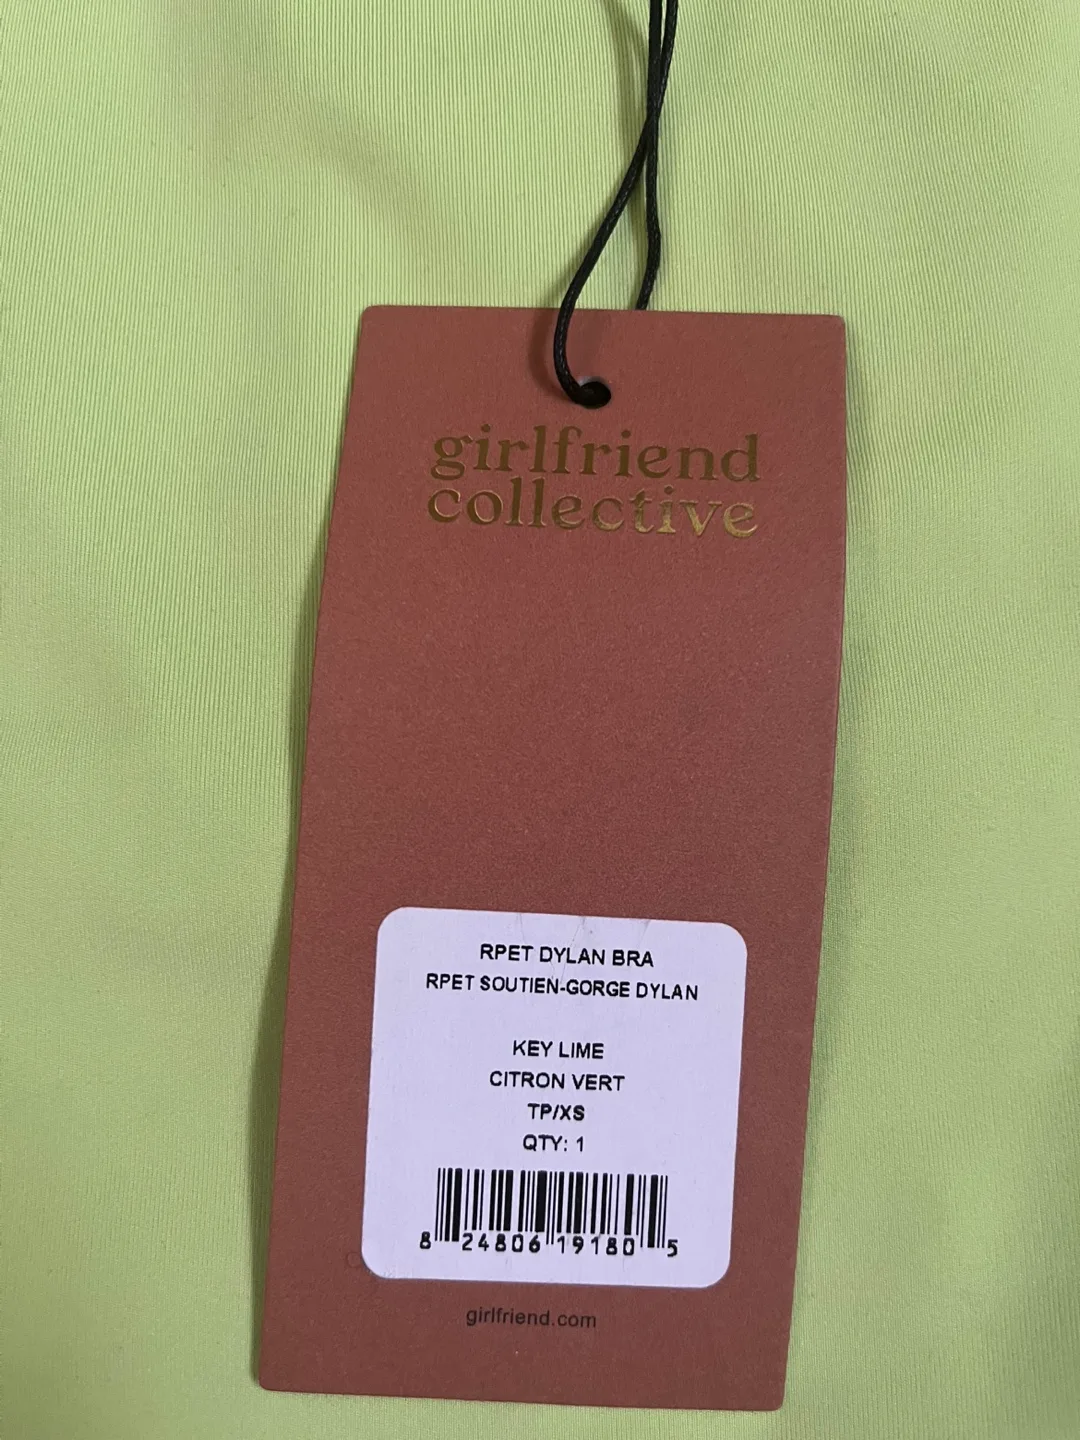 girlfriend
collective
RPET DYLAN BRA
RPET SOUTIEN-GORGE DYLAN
KEY LIME
CITRON VERT
TP/XS
QTY: 1
8 24806 19180 5
girlfriend.com